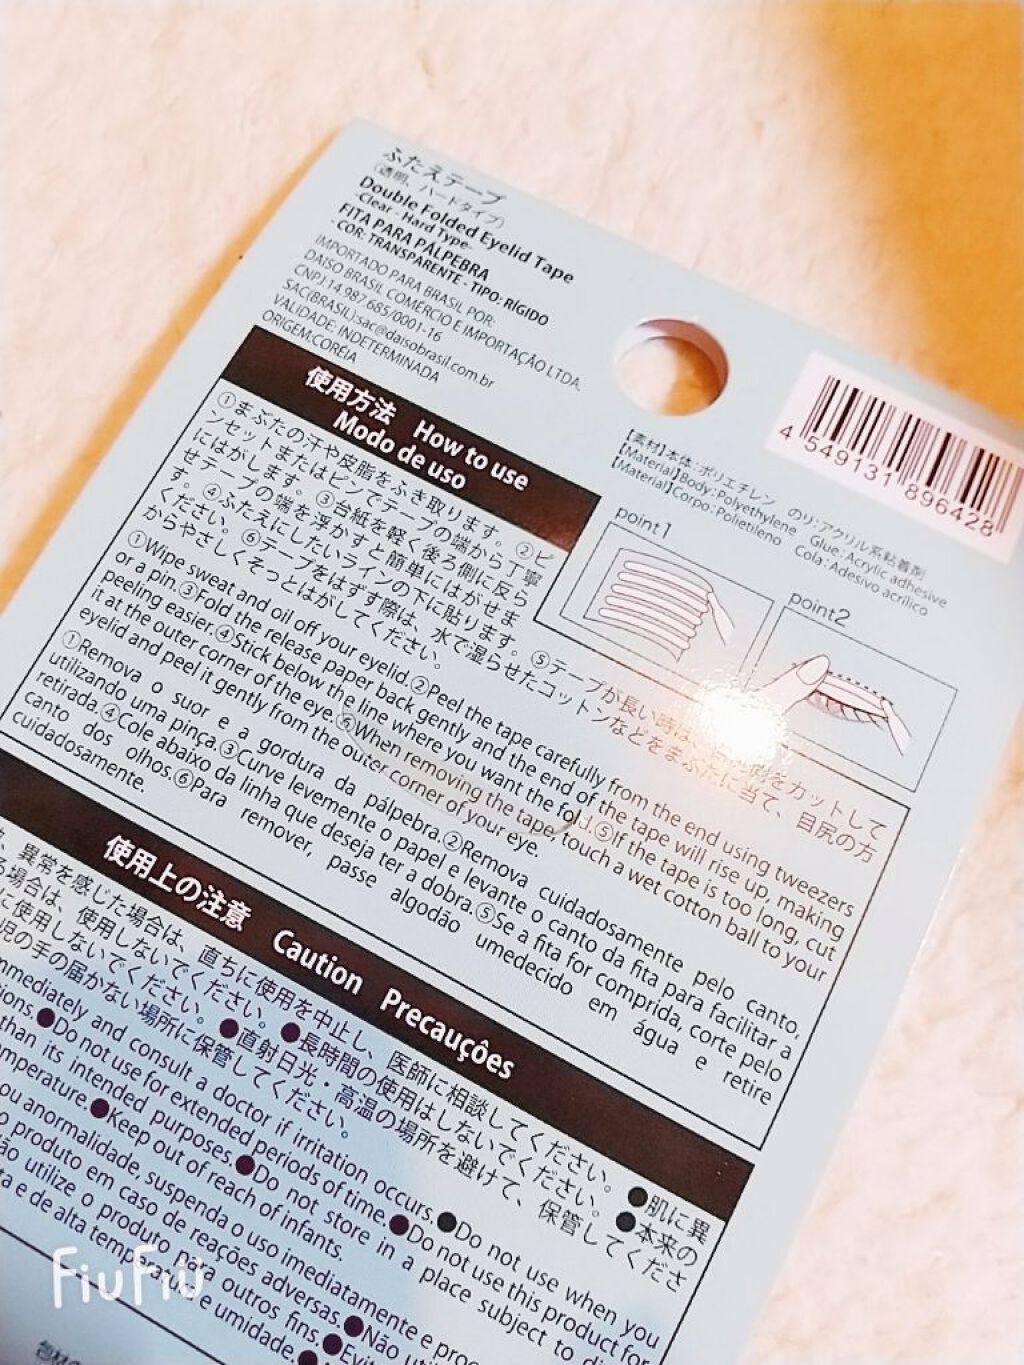 ふたえテープ
(透明、ハードタイプ)
Double Folded Eyelid Tape
-Clear - Hard Type-
FITA PARA PÁLPEBRA
- COR: TRANSPARENTE - TIPO: RÍGIDO
IMPORTADO PARA BRASIL POR:
DAISO BRASIL COMÉRCIO E IMPORTAÇÃO LTDA.
CNPJ.14.987.685/0001-16
SAC(BRASIL):sac@daisobrasil.com.br
VALIDADE: INDETERMINADA
ORIGEM:CORÉIA
4 549131 896428
【素材】本体：ポリエチレン のり：アクリル系粘着剤
【Material】Body：Polyethylene Glue：Acrylic adhesive
【Material】Corpo：Polietileno Cola：Adesivo acrílico
使用方法 How to use
Modo de uso
point1
point2
①まぶたの汗や皮脂をふき取ります。②ピ
ンセットまたはピンでテープの端から丁寧
にはがします。③台紙を軽く後ろ側に反ら
せテープの端を浮かすと簡単にはがせま
す。④ふたえにしたいラインの下に貼ります。⑤テープが長い時は、をカットして
ください。⑥テープをはずす際は、水で湿らせたコットンなどをまぶたに当て、目尻の方
からやさしくそっとはがしてください。
①Wipe sweat and oil off your eyelid.②Peel the tape carefully from the end using tweezers
or a pin.③Fold the release paper back gently and the end of the tape will rise up, making
peeling easier.④Stick below the line where you want the fold.⑤If the tape is too long, cut
it at the outer corner of the eye.⑥When removing the tape, touch a wet cotton ball to your
eyelid and peel it gently from the outer corner of your eye.
①Remova o suor e a gordura da pálpebra.②Remova cuidadosamente pelo canto,
utilizando uma pinça.③Curve levemente o papel e levante o canto da fita para facilitar a
retirada.④Cole abaixo da linha que deseja ter a dobra.⑤Se a fita for comprida, corte pelo
canto dos olhos.⑥Para remover, passe algodão umedecido em água e retire
cuidadosamente.
使用上の注意 Caution Precauções
異常を感じた場合は、直ちに使用を中止し、医師に相談してください。●肌に異
場合は、使用しないでください。●長時間の使用はしないでください。●本来の
に使用しないでください。●直射日光・高温の場所を避けて、保管してくださ
児の手の届かない場所に保管してください。
mmediately and consult a doctor if irritation occurs.●Do not use when you
ions.●Do not use for extended periods of time.●Do not use this product for
than its intended purposes.●Do not store in a place subject to di
mperature.●Keep out of reach of infants.
o produto em caso de reações adversas.●Não uti
ou anormalidade, suspenda o uso imediatamente e proc
ão utilize o produto para outros fins.●Evit
ta e de alta temperatura e umidade.●
FiuFiu